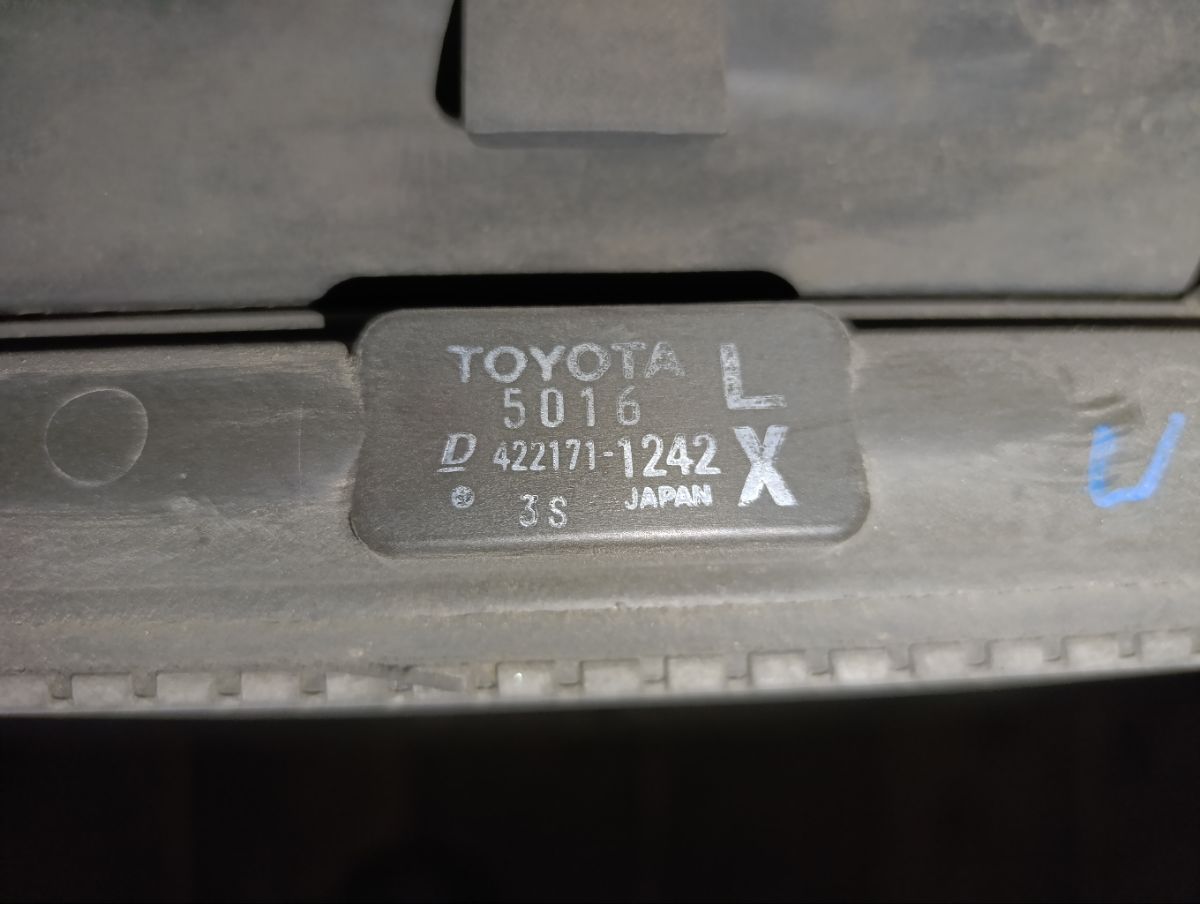 TOYOTA L
5016
D 422171-1242 X
3S JAPAN
U